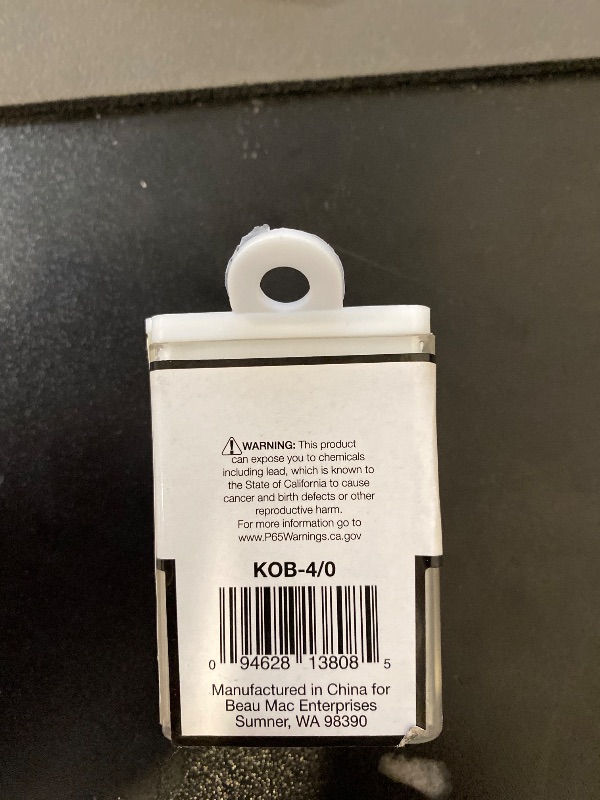 WARNING: This product
can expose you to chemicals
including lead, which is known to
the State of California to cause
cancer and birth defects or other
reproductive harm.
For more information go to
www.P65Warnings.ca.gov
KOB-4/0
0 94628 13808 5
Manufactured in China for
Beau Mac Enterprises
Sumner, WA 98390